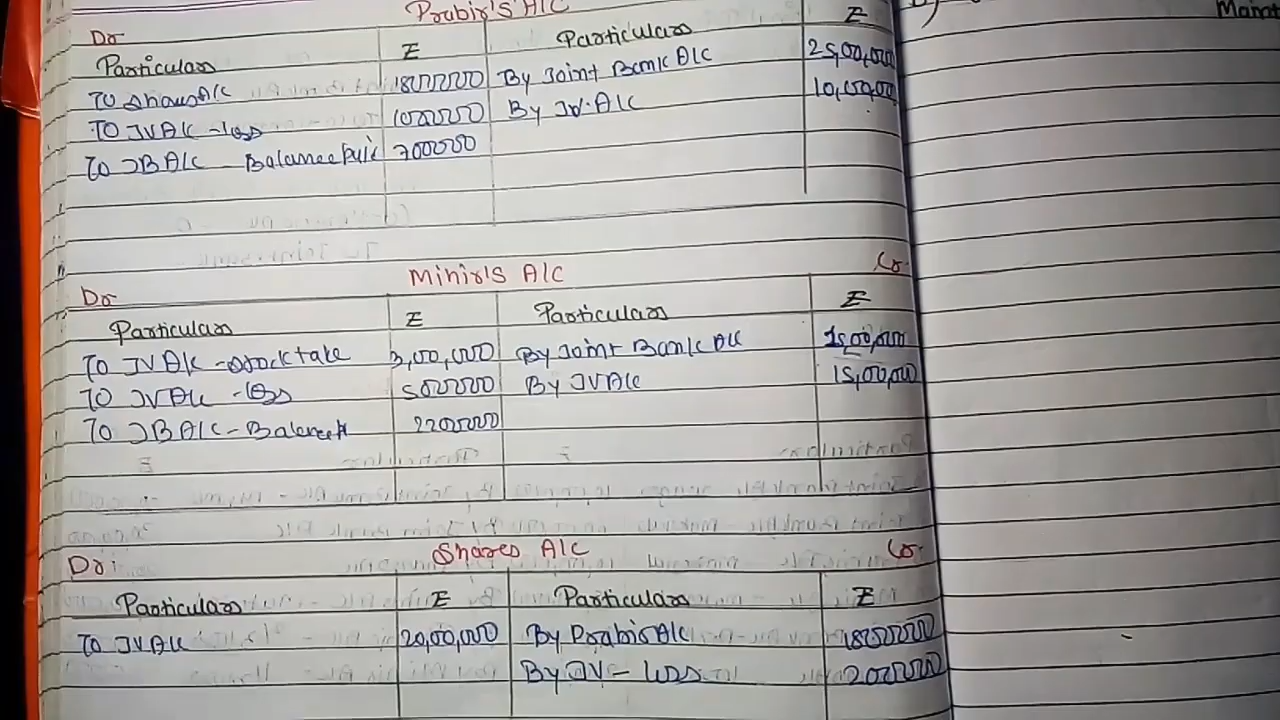 Prabir's A/c
Dr
Particulars ₹ Particulars ₹
To Shares A/c 1800000 By Joint Bank A/c 25,00,000
To JV A/c - loss 1000000 By JV. A/c 10,00,000
To JB A/c - Balance 700000
Mihir's A/c
Dr Cr.
Particulars ₹ Particulars ₹
To JV A/c - stock take 3,00,000 By Joint Bank A/c 15,00,000
To JV A/c - loss 500000 By JV A/c 15,00,000
To JB A/c - 2200000
Shares A/c
Dr. Cr.
Particulars ₹ Particulars ₹
To JV A/c 20,00,000 By Prabir A/c 1800000
By JV - Loss 200000